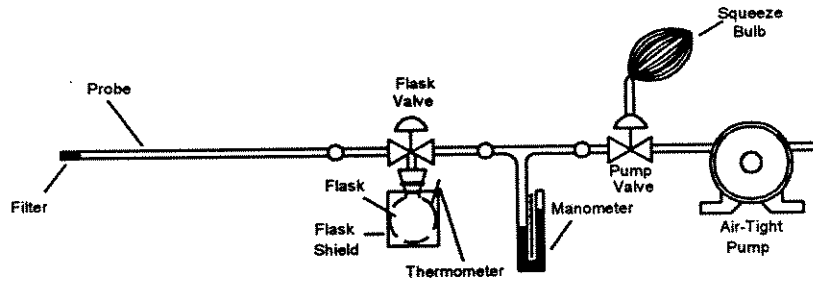 Squeeze
Bulb
Flask
Valve
Probe
Filter
Flask
Flask
Shield
Thermometer
Manometer
Pump
Valve
Air-Tight
Pump